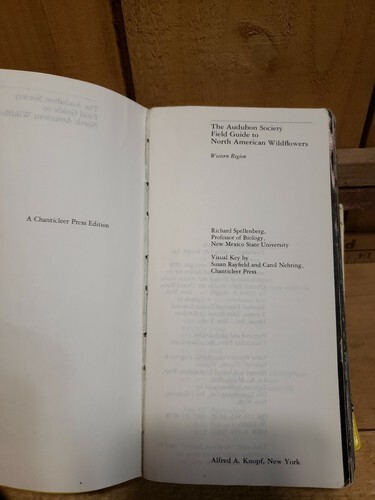 A Chanticleer Press Edition
The Audubon Society
Field Guide to
North American Wildflowers
Western Region
Richard Spellenberg,
Professor of Biology,
New Mexico State University
Visual Key by
Susan Rayfield and Carol Nehring,
Chanticleer Press
Alfred A. Knopf, New York